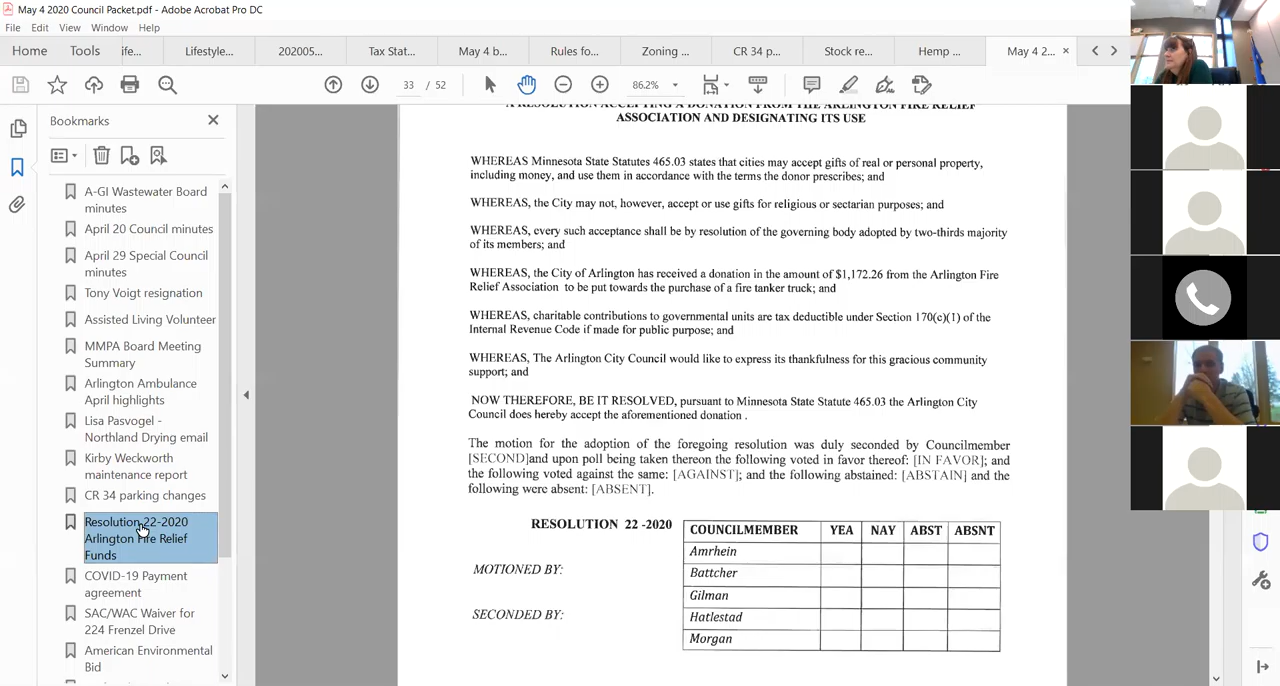 May 4 2020 Council Packet.pdf - Adobe Acrobat Pro DC
File Edit View Window Help
Home Tools ife... Lifestyle... 202005... Tax Stat... May 4 b... Rules fo... Zoning ... CR 34 p... Stock re... Hemp ... May 4 2... ×
33 / 52 86.2%
Bookmarks
A-GI Wastewater Board
minutes
April 20 Council minutes
April 29 Special Council
minutes
Tony Voigt resignation
Assisted Living Volunteer
MMPA Board Meeting
Summary
Arlington Ambulance
April highlights
Lisa Pasvogel -
Northland Drying email
Kirby Weckworth
maintenance report
CR 34 parking changes
Resolution 22-2020
Arlington Fire Relief
Funds
COVID-19 Payment
agreement
SAC/WAC Waiver for
224 Frenzel Drive
American Environmental
Bid
A RESOLUTION ACCEPTING A DONATION FROM THE ARLINGTON FIRE RELIEF
ASSOCIATION AND DESIGNATING ITS USE
WHEREAS Minnesota State Statutes 465.03 states that cities may accept gifts of real or personal property,
including money, and use them in accordance with the terms the donor prescribes; and
WHEREAS, the City may not, however, accept or use gifts for religious or sectarian purposes; and
WHEREAS, every such acceptance shall be by resolution of the governing body adopted by two-thirds majority
of its members; and
WHEREAS, the City of Arlington has received a donation in the amount of $1,172.26 from the Arlington Fire
Relief Association to be put towards the purchase of a fire tanker truck; and
WHEREAS, charitable contributions to governmental units are tax deductible under Section 170(c)(1) of the
Internal Revenue Code if made for public purpose; and
WHEREAS, The Arlington City Council would like to express its thankfulness for this gracious community
support; and
NOW THEREFORE, BE IT RESOLVED, pursuant to Minnesota State Statute 465.03 the Arlington City
Council does hereby accept the aforementioned donation .
The motion for the adoption of the foregoing resolution was duly seconded by Councilmember
[SECOND]and upon poll being taken thereon the following voted in favor thereof: [IN FAVOR]; and
the following voted against the same: [AGAINST]; and the following abstained: [ABSTAIN] and the
following were absent: [ABSENT].
RESOLUTION 22 -2020
MOTIONED BY:
SECONDED BY:
COUNCILMEMBER YEA NAY ABST ABSNT
Amrhein
Battcher
Gilman
Hatlestad
Morgan